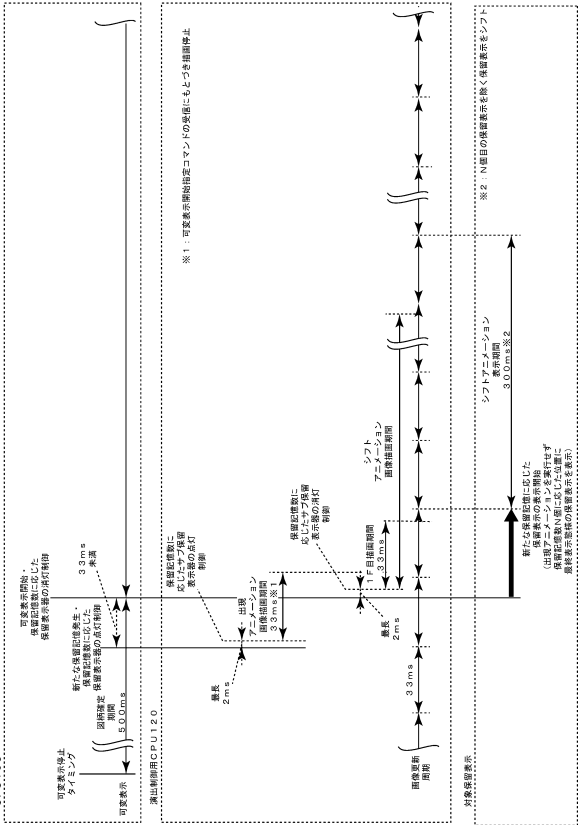 可変表示開始・
保留記憶数に応じた
保留表示器の消灯制御
３３ｍｓ
未満
新たな保留記憶発生・
保留記憶数に応じた
保留表示器の点灯制御
図柄確定
期間
５００ｍｓ
可変表示停止
タイミング
可変表示
演出制御用ＣＰＵ１２０
※１：可変表示開始指定コマンドの受信にもとづき描画停止
保留記憶数に
応じたサブ保留
表示器の点灯
制御
出現
アニメーション
画像描画期間
３３ｍｓ※１
最長
２ｍｓ
保留記憶数に
応じたサブ保留
表示器の消灯
制御
シフト
アニメーション
画像描画期間
１Ｆ目描画期間
３３ｍｓ
最長
２ｍｓ
３３ｍｓ
画像更新
周期
対象保留表示
※２：Ｎ個目の保留表示を除く保留表示をシフト
シフトアニメーション
表示期間
３００ｍｓ※２
新たな保留記憶に応じた
保留表示の表示開始
（出現アニメーションを実行せず
保留記憶数Ｎ個に応じた位置に
最終表示態様の保留表示を表示）